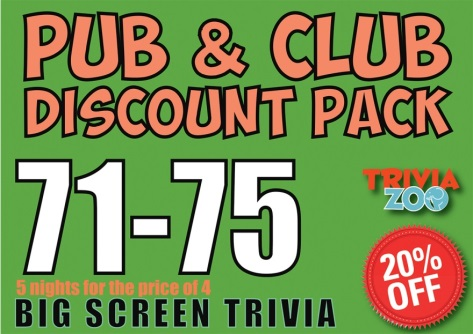 PUB & CLUB
DISCOUNT PACK
71-75
TRIVIA
ZOO
5 nights for the price of 4
20%
OFF
BIG SCREEN TRIVIA